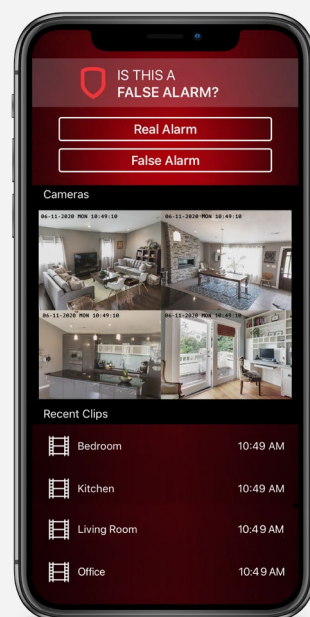 IS THIS A
FALSE ALARM?
Real Alarm
False Alarm
Cameras
06-11-2020 MON 10:49:10
06-11-2020 MON 10:49:10
06-11-2020 MON 10:49:10
06-11-2020 MON 10:49:10
Recent Clips
Bedroom 10:49 AM
Kitchen 10:49 AM
Living Room 10:49 AM
Office 10:49 AM